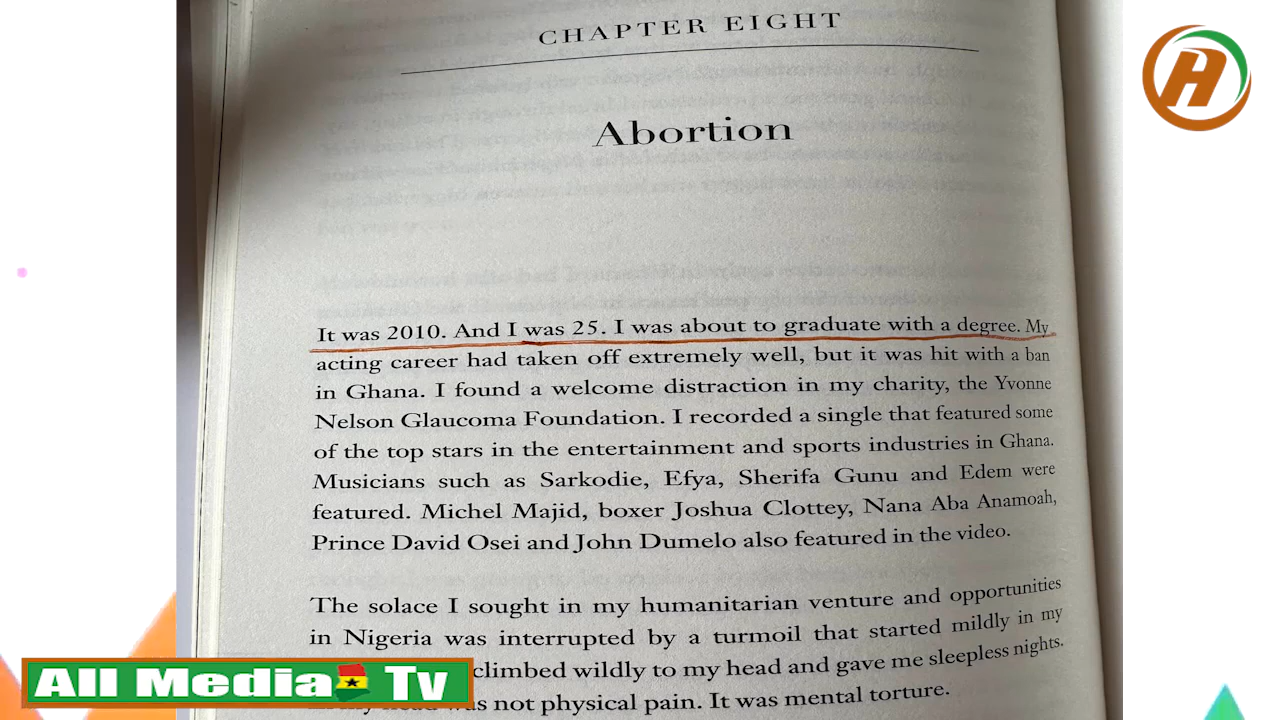 CHAPTER EIGHT
Abortion
It was 2010. And I was 25. I was about to graduate with a degree. My
acting career had taken off extremely well, but it was hit with a ban
in Ghana. I found a welcome distraction in my charity, the Yvonne
Nelson Glaucoma Foundation. I recorded a single that featured some
of the top stars in the entertainment and sports industries in Ghana.
Musicians such as Sarkodie, Efya, Sherifa Gunu and Edem were
featured. Michel Majid, boxer Joshua Clottey, Nana Aba Anamoah,
Prince David Osei and John Dumelo also featured in the video.
The solace I sought in my humanitarian venture and opportunities
in Nigeria was interrupted by a turmoil that started mildly in my
climbed wildly to my head and gave me sleepless nights.
was not physical pain. It was mental torture.
All Media Tv
H